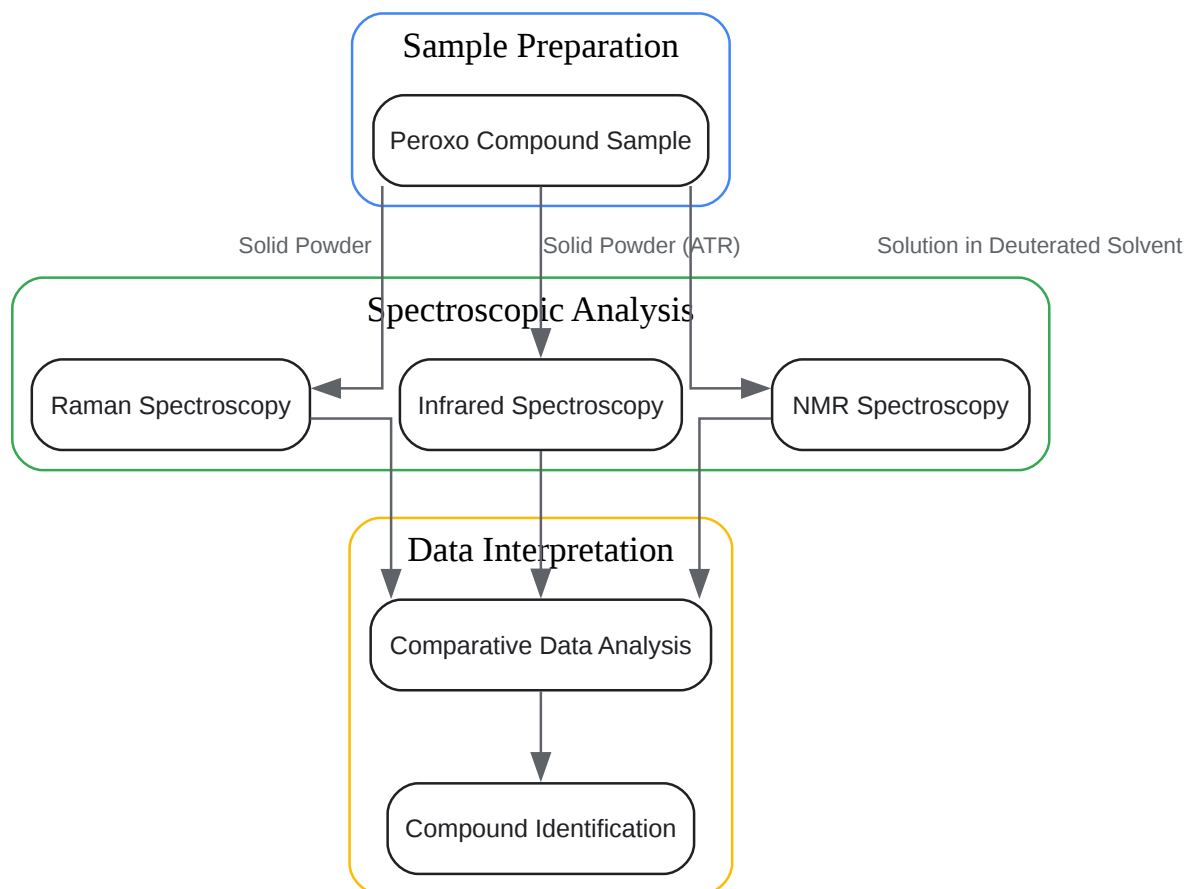 Sample Preparation
Peroxo Compound Sample
Solid Powder
Solid Powder (ATR)
Solution in Deuterated Solvent
Spectroscopic Analysis
Raman Spectroscopy
Infrared Spectroscopy
NMR Spectroscopy
Data Interpretation
Comparative Data Analysis
Compound Identification